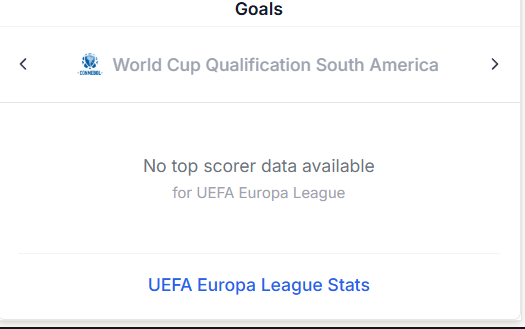 Goals
CONMEBOL
World Cup Qualification South America
No top scorer data available
for UEFA Europa League
UEFA Europa League Stats